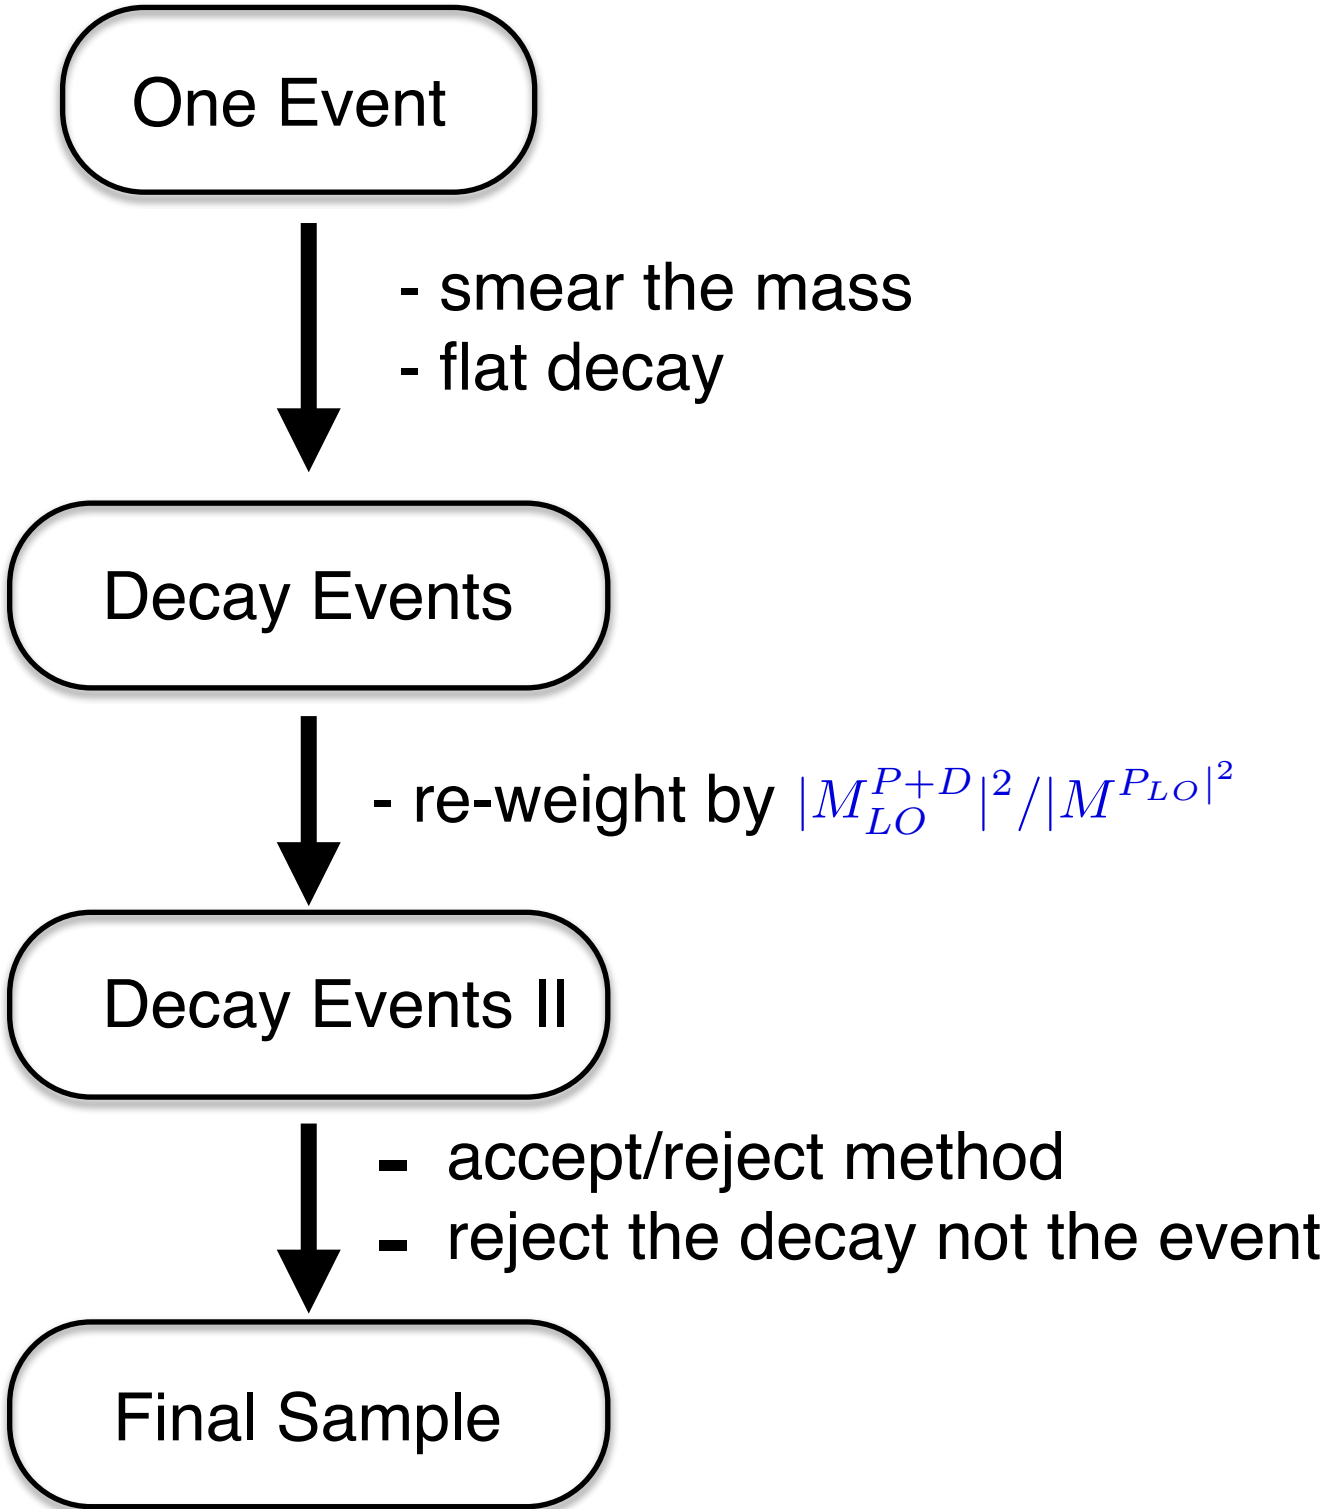 One Event
- smear the mass
- flat decay
Decay Events
- re-weight by $|M_{LO}^{P+D}|^2/|M^{P_{LO}|^2}$
Decay Events II
- accept/reject method
- reject the decay not the event
Final Sample